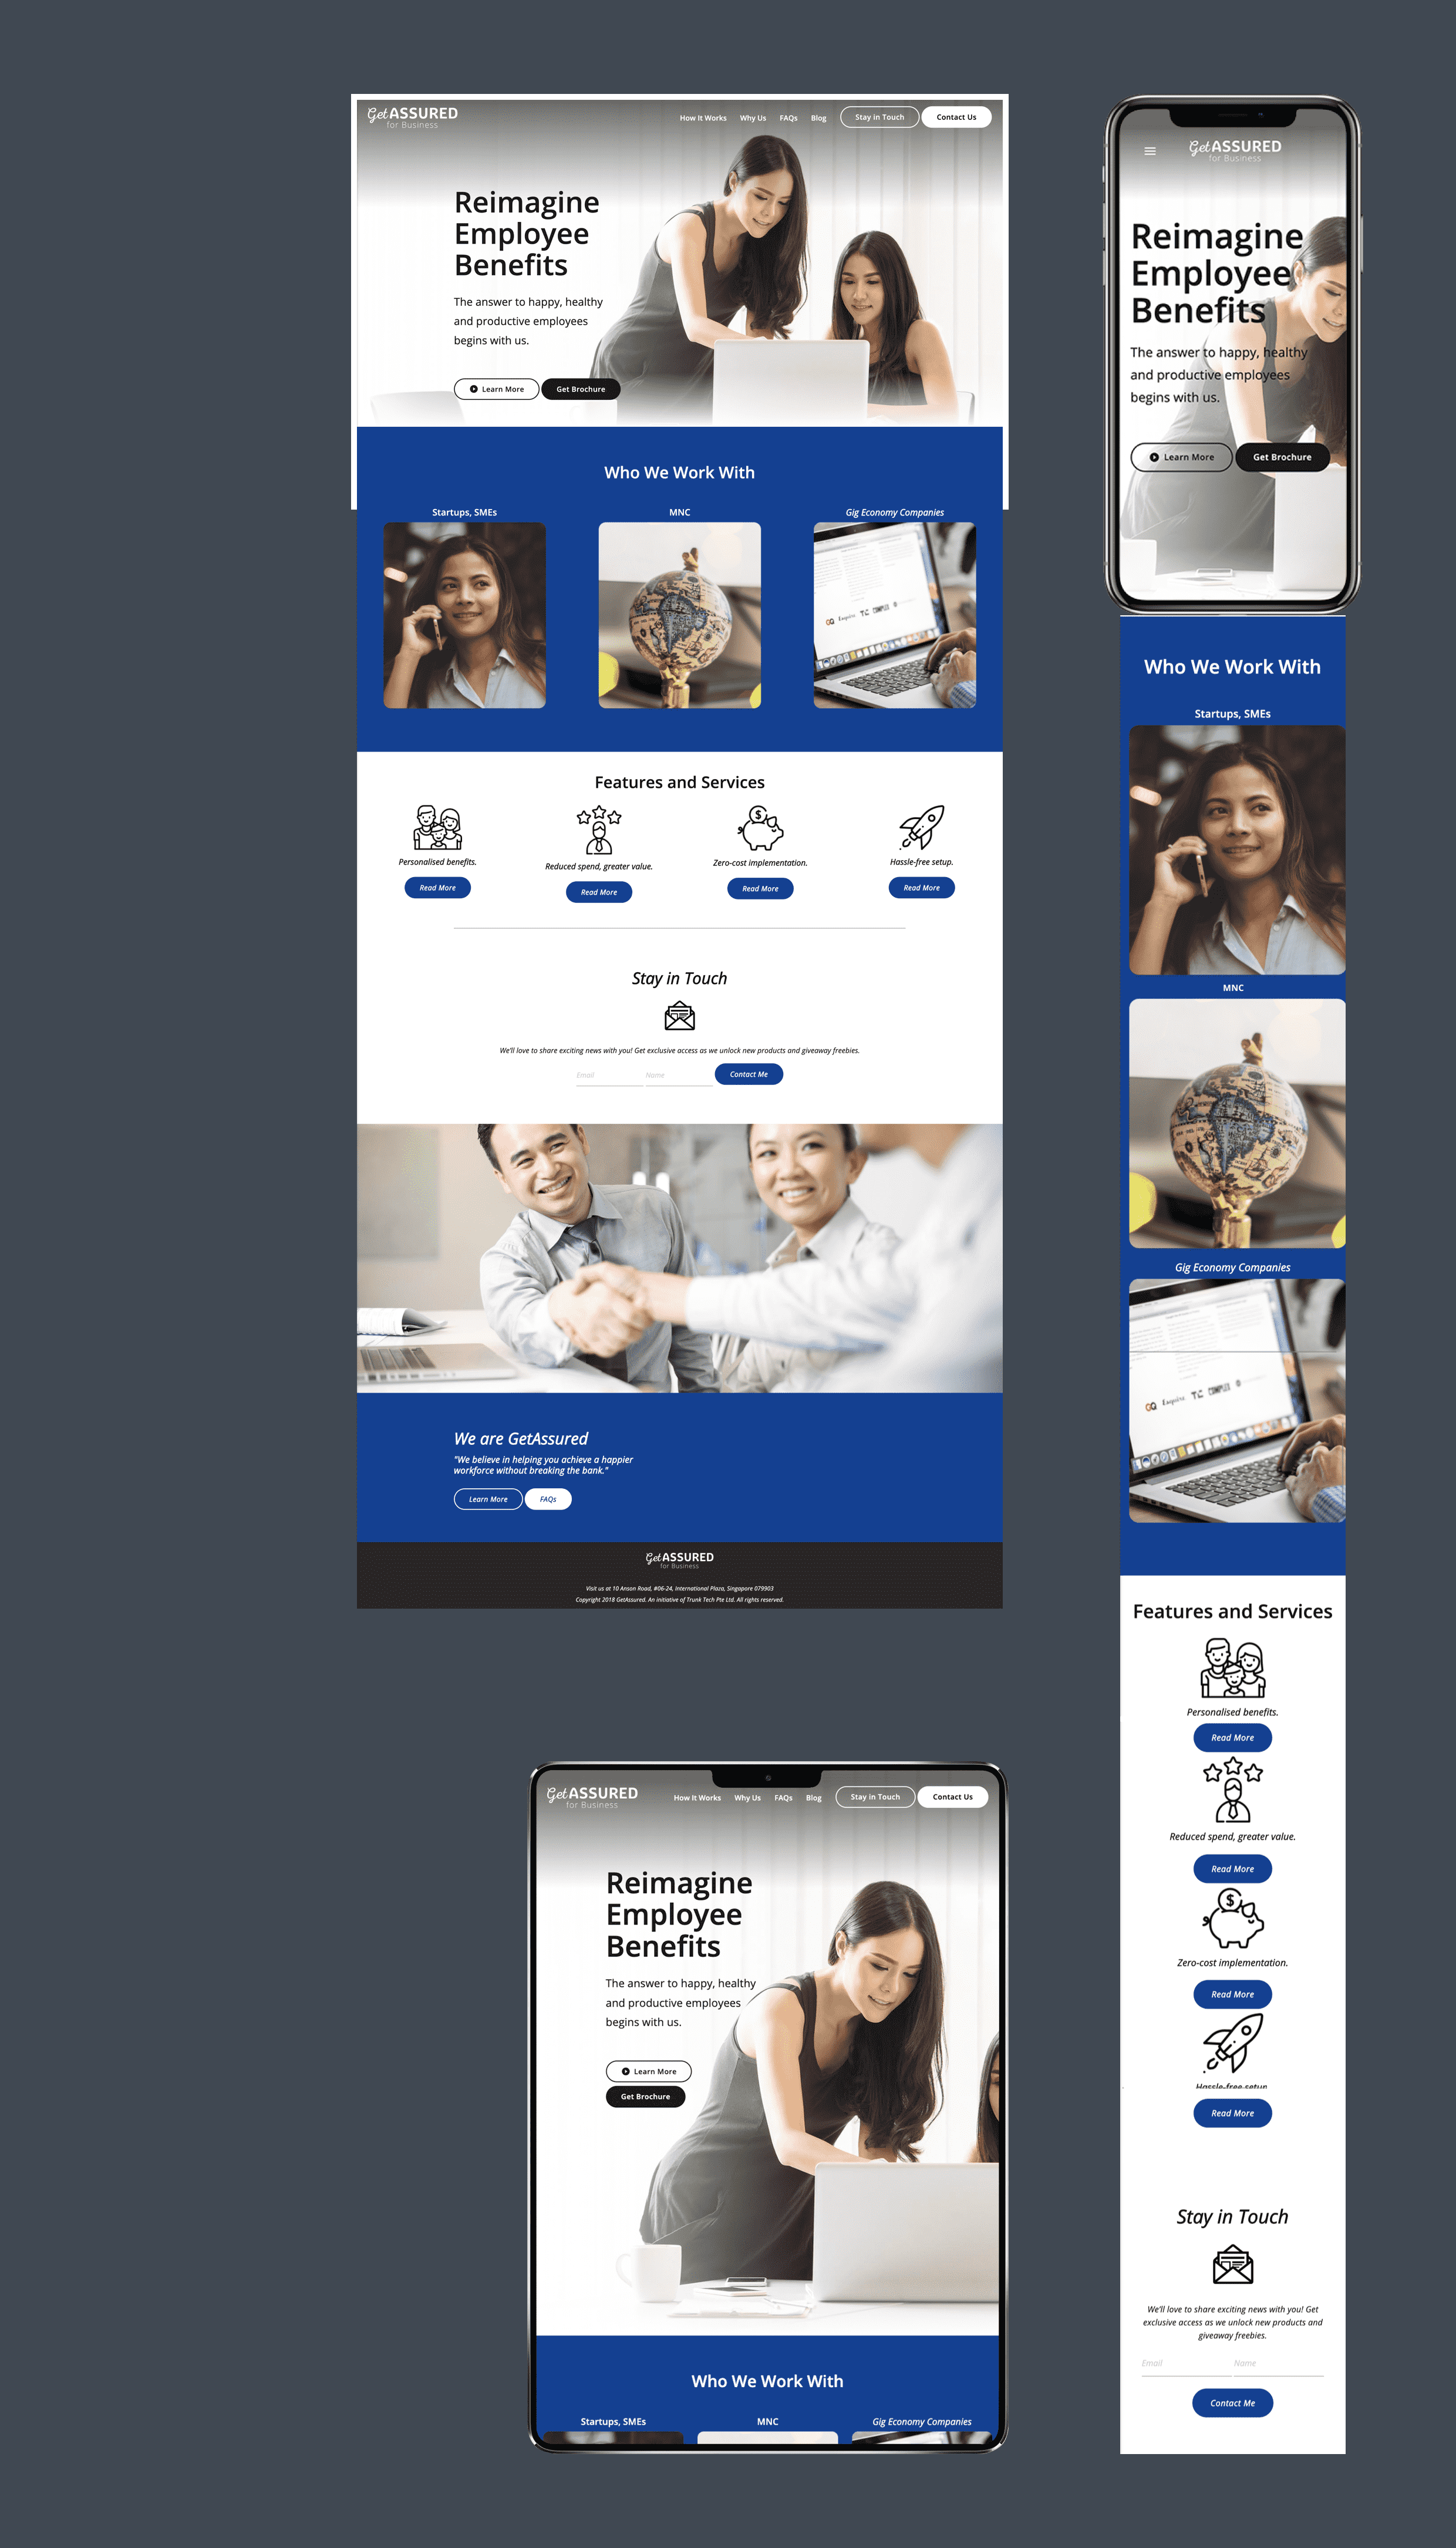 GetASSURED
for Business
How It Works Why Us FAQs Blog Stay in Touch Contact Us
Reimagine
Employee
Benefits
The answer to happy, healthy
and productive employees
begins with us.
Learn More Get Brochure
Who We Work With
Startups, SMEs MNC Gig Economy Companies
GQ Esquire TC COMPLEX
Features and Services
Personalised benefits. Reduced spend, greater value. Zero-cost implementation. Hassle-free setup.
Read More Read More Read More Read More
Stay in Touch
We'll love to share exciting news with you! Get exclusive access as we unlock new products and giveaway freebies.
Email Name Contact Me
We are GetAssured
"We believe in helping you achieve a happier
workforce without breaking the bank."
Learn More FAQs
GetASSURED
for Business
Visit us at 10 Anson Road, #06-24, International Plaza, Singapore 079903
Copyright 2018 GetAssured. An initiative of Trunk Tech Pte Ltd. All rights reserved.
GetASSURED
for Business
Reimagine
Employee
Benefits
The answer to happy, healthy
and productive employees
begins with us.
Learn More Get Brochure
Who We Work With
Startups, SMEs
MNC
Gig Economy Companies
GQ Esquire TC COMPLEX
Features and Services
Personalised benefits.
Read More
Reduced spend, greater value.
Read More
Zero-cost implementation.
Read More
Hassle-free setup
Read More
Stay in Touch
We'll love to share exciting news with you! Get
exclusive access as we unlock new products and
giveaway freebies.
Email Name
Contact Me
GetASSURED
for Business
How It Works Why Us FAQs Blog Stay in Touch Contact Us
Reimagine
Employee
Benefits
The answer to happy, healthy
and productive employees
begins with us.
Learn More
Get Brochure
Who We Work With
Startups, SMEs MNC Gig Economy Companies